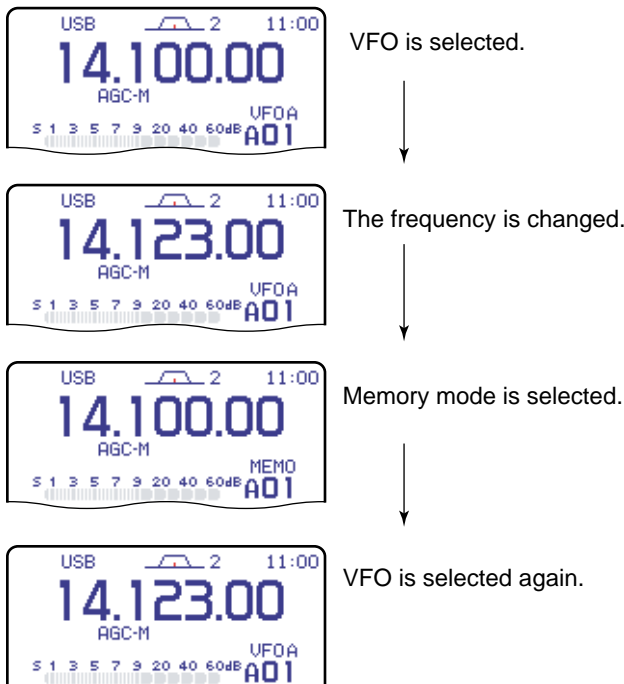 USB 2 11:00
14.100.00
AGC-M
VFOA
S 1 3 5 7 9 20 40 60dB A01
VFO is selected.
USB 2 11:00
14.123.00
AGC-M
VFOA
S 1 3 5 7 9 20 40 60dB A01
The frequency is changed.
USB 2 11:00
14.100.00
AGC-M
MEMO
S 1 3 5 7 9 20 40 60dB A01
Memory mode is selected.
USB 2 11:00
14.123.00
AGC-M
VFOA
S 1 3 5 7 9 20 40 60dB A01
VFO is selected again.